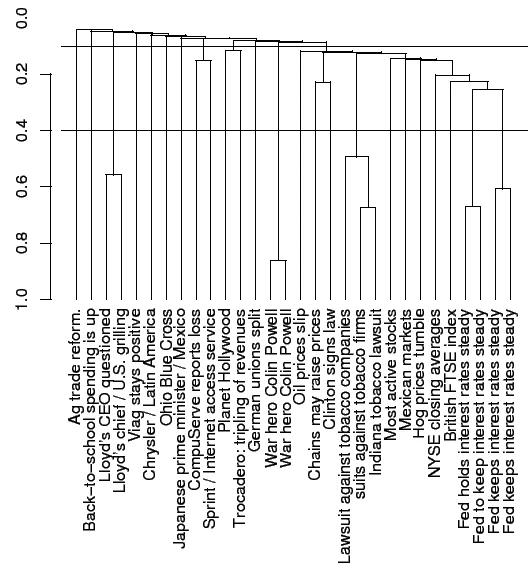 0.0
0.2
0.4
0.6
0.8
1.0
Ag trade reform.
Back−to−school spending is up
Lloyd's CEO questioned
Lloyd's chief / U.S. grilling
Viag stays positive
Chrysler / Latin America
Ohio Blue Cross
Japanese prime minister / Mexico
CompuServe reports loss
Sprint / Internet access service
Planet Hollywood
Trocadero: tripling of revenues
German unions split
War hero Colin Powell
War hero Colin Powell
Oil prices slip
Chains may raise prices
Clinton signs law
Lawsuit against tobacco companies
suits against tobacco firms
Indiana tobacco lawsuit
Most active stocks
Mexican markets
Hog prices tumble
NYSE closing averages
British FTSE index
Fed holds interest rates steady
Fed to keep interest rates steady
Fed keeps interest rates steady
Fed keeps interest rates steady